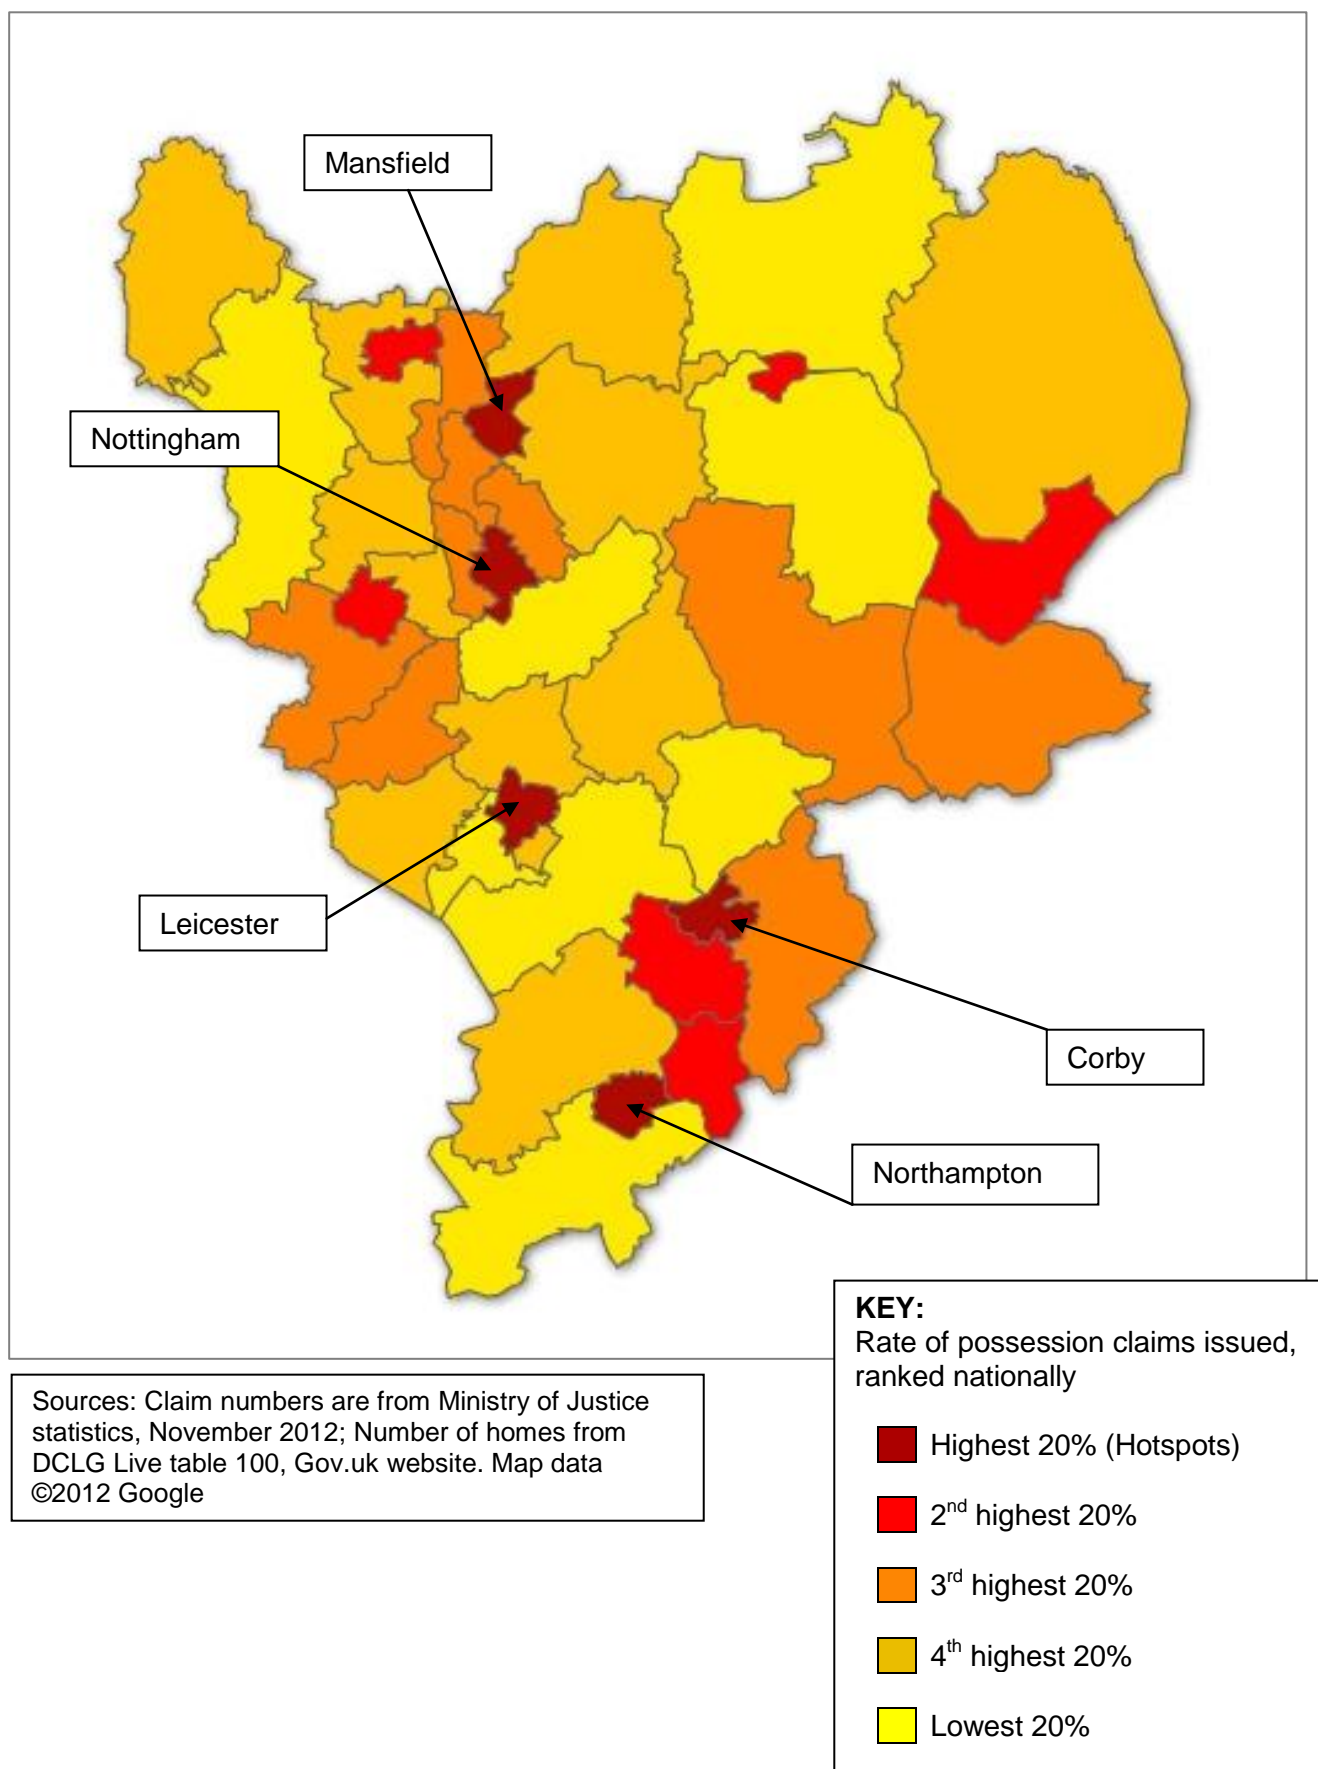 Mansfield
Nottingham
Leicester
Corby
Northampton
KEY:
Rate of possession claims issued,
ranked nationally
Highest 20% (Hotspots)
2nd highest 20%
3rd highest 20%
4th highest 20%
Lowest 20%
Sources: Claim numbers are from Ministry of Justice
statistics, November 2012; Number of homes from
DCLG Live table 100, Gov.uk website. Map data
©2012 Google